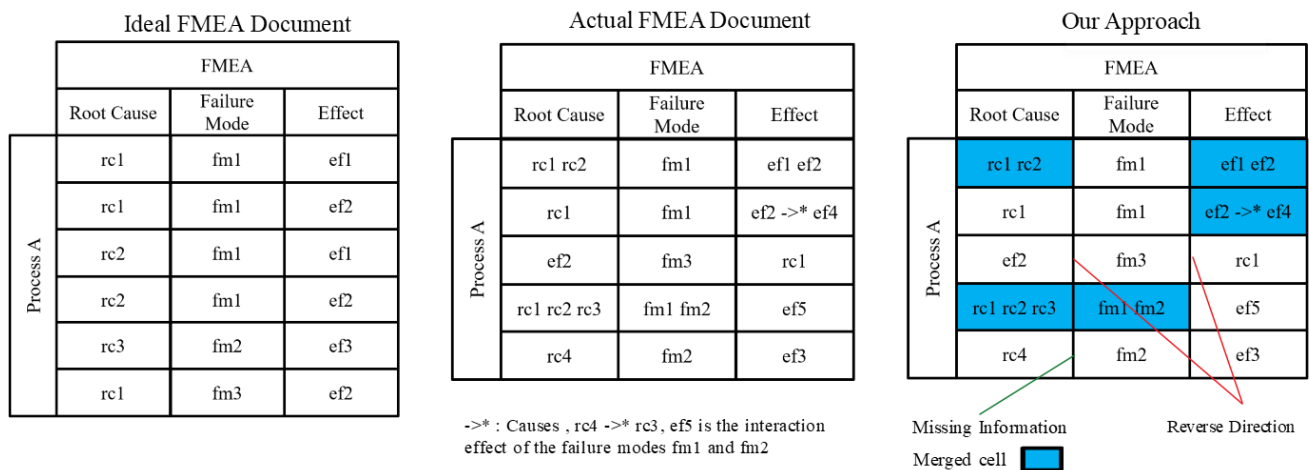 Ideal FMEA Document
FMEA
Root Cause Failure Mode Effect
Process A
rc1 fm1 ef1
rc1 fm1 ef2
rc2 fm1 ef1
rc2 fm1 ef2
rc3 fm2 ef3
rc1 fm3 ef2
Actual FMEA Document
FMEA
Root Cause Failure Mode Effect
Process A
rc1 rc2 fm1 ef1 ef2
rc1 fm1 ef2 ->* ef4
ef2 fm3 rc1
rc1 rc2 rc3 fm1 fm2 ef5
rc4 fm2 ef3
->* : Causes , rc4 ->* rc3, ef5 is the interaction
effect of the failure modes fm1 and fm2
Our Approach
FMEA
Root Cause Failure Mode Effect
Process A
rc1 rc2 fm1 ef1 ef2
rc1 fm1 ef2 ->* ef4
ef2 fm3 rc1
rc1 rc2 rc3 fm1 fm2 ef5
rc4 fm2 ef3
Missing Information
Reverse Direction
Merged cell